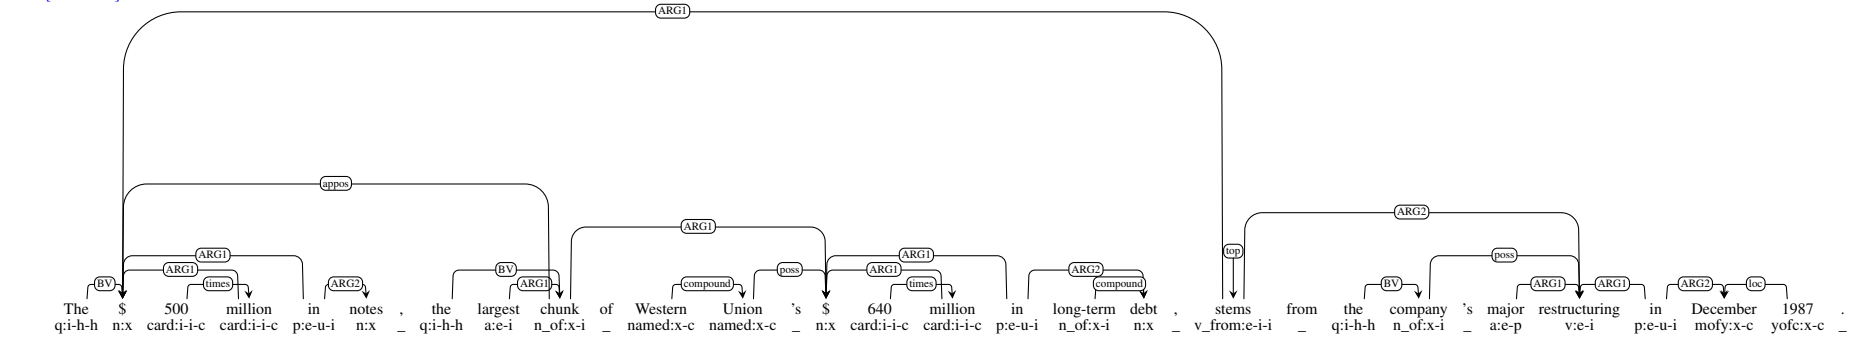 ARG1
appos
ARG2
ARG1
top
ARG1 ARG1 poss
ARG1 BV poss ARG1 ARG2
BV times ARG2 ARG1 compound times compound BV ARG1 ARG1 ARG2 loc
The $ 500 million in notes , the largest chunk of Western Union 's $ 640 million in long-term debt , stems from the company 's major restructuring in December 1987 .
q:i-h-h n:x card:i-i-c card:i-i-c p:e-u-i n:x _ q:i-h-h a:e-i n_of:x-i _ named:x-c named:x-c _ n:x card:i-i-c card:i-i-c p:e-u-i n_of:x-i n:x _ v_from:e-i-i _ q:i-h-h n_of:x-i _ a:e-p v:e-i p:e-u-i mofy:x-c yofc:x-c _